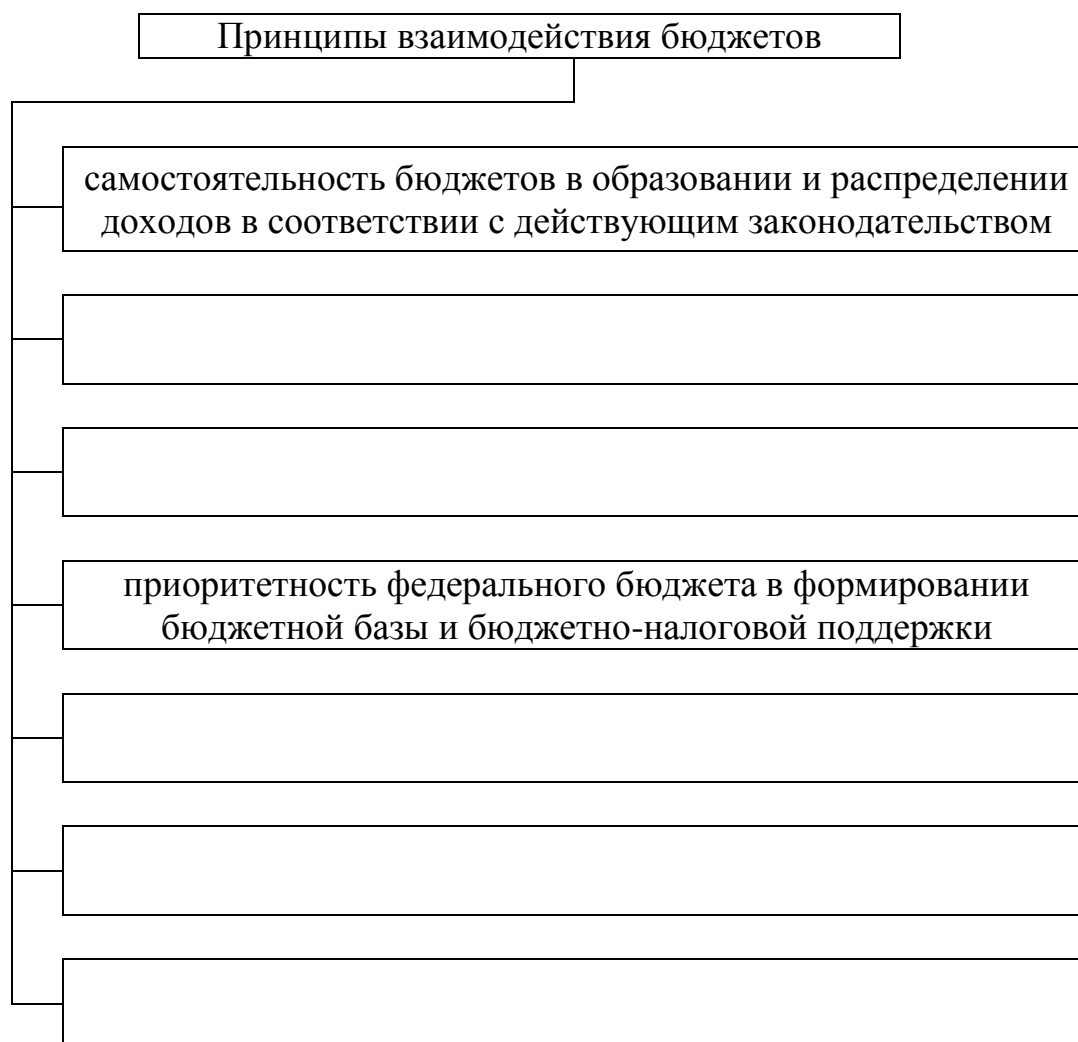 Принципы взаимодействия бюджетов
самостоятельность бюджетов в образовании и распределении
доходов в соответствии с действующим законодательством
приоритетность федерального бюджета в формировании
бюджетной базы и бюджетно-налоговой поддержки